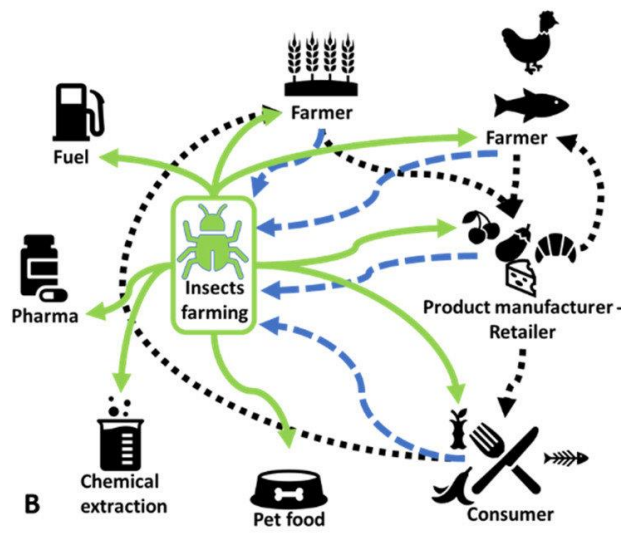 Farmer
Farmer
Fuel
Insects
farming
Pharma
Product manufacturer -
Retailer
Chemical
extraction
Pet food
Consumer
B